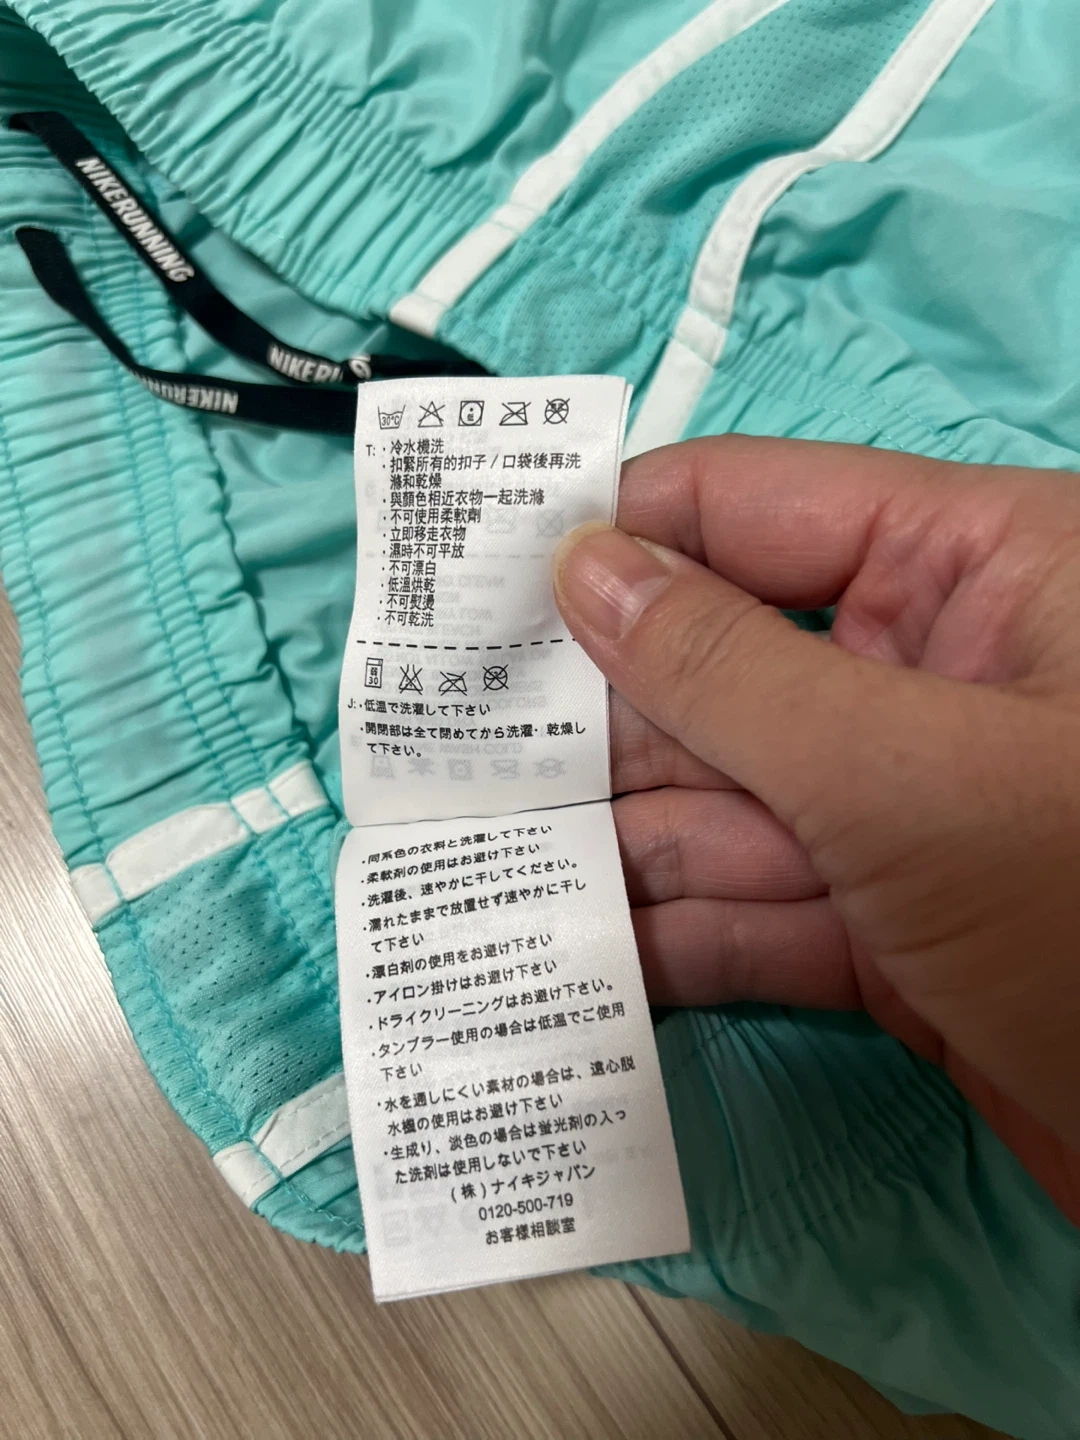 NIKERUNNING
NIKERU
NIKERUN
30°C
低
T: ・冷水機洗
・扣緊所有的扣子/口袋後再洗
滌和乾燥
・與顏色相近衣物一起洗滌
・不可使用柔軟劑
・立即移走衣物
・濕時不可平放
・不可漂白
・低溫烘乾
・不可熨燙
・不可乾洗
弱
30
J: ・低温で洗濯して下さい
・開閉部は全て閉めてから洗濯・乾燥し
て下さい。
・同系色の衣料と洗濯して下さい
・柔軟剤の使用はお避け下さい
・洗濯後、速やかに干してください。
・濡れたままで放置せず速やかに干し
て下さい
・漂白剤の使用をお避け下さい
・アイロン掛けはお避け下さい
・ドライクリーニングはお避け下さい。
・タンブラー使用の場合は低温でご使用
下さい
・水を通しにくい素材の場合は、遠心脱
水機の使用はお避け下さい
・生成り、淡色の場合は蛍光剤の入っ
た洗剤は使用しないで下さい
(株)ナイキジャパン
0120-500-719
お客様相談室